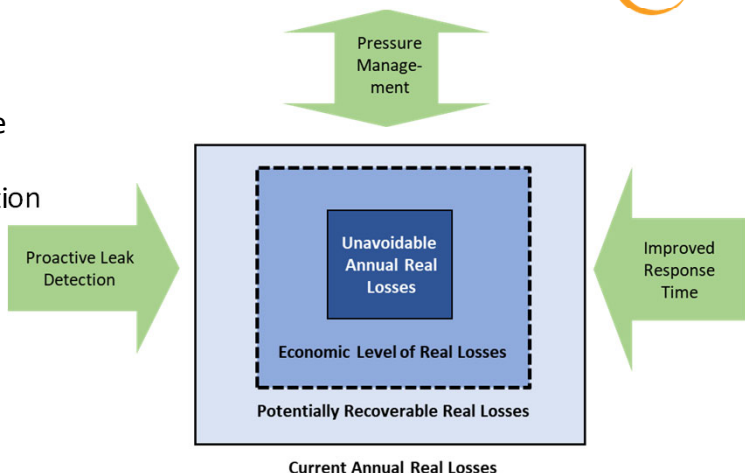 Pressure
Manage-
ment
Proactive Leak
Detection
Unavoidable
Annual Real
Losses
Improved
Response
Time
Economic Level of Real Losses
Potentially Recoverable Real Losses
Current Annual Real Losses